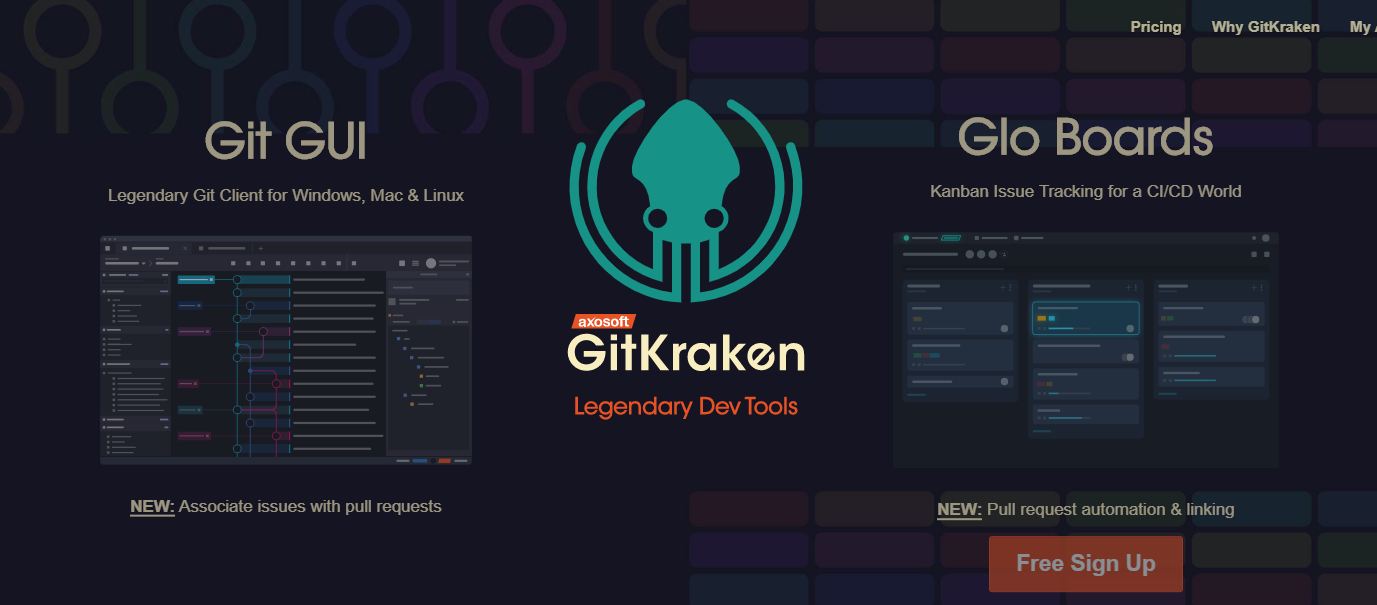 Pricing Why GitKraken My
Git GUI
Legendary Git Client for Windows, Mac & Linux
NEW: Associate issues with pull requests
axosoft
GitKraken
Legendary Dev Tools
Glo Boards
Kanban Issue Tracking for a CI/CD World
NEW: Pull request automation & linking
Free Sign Up